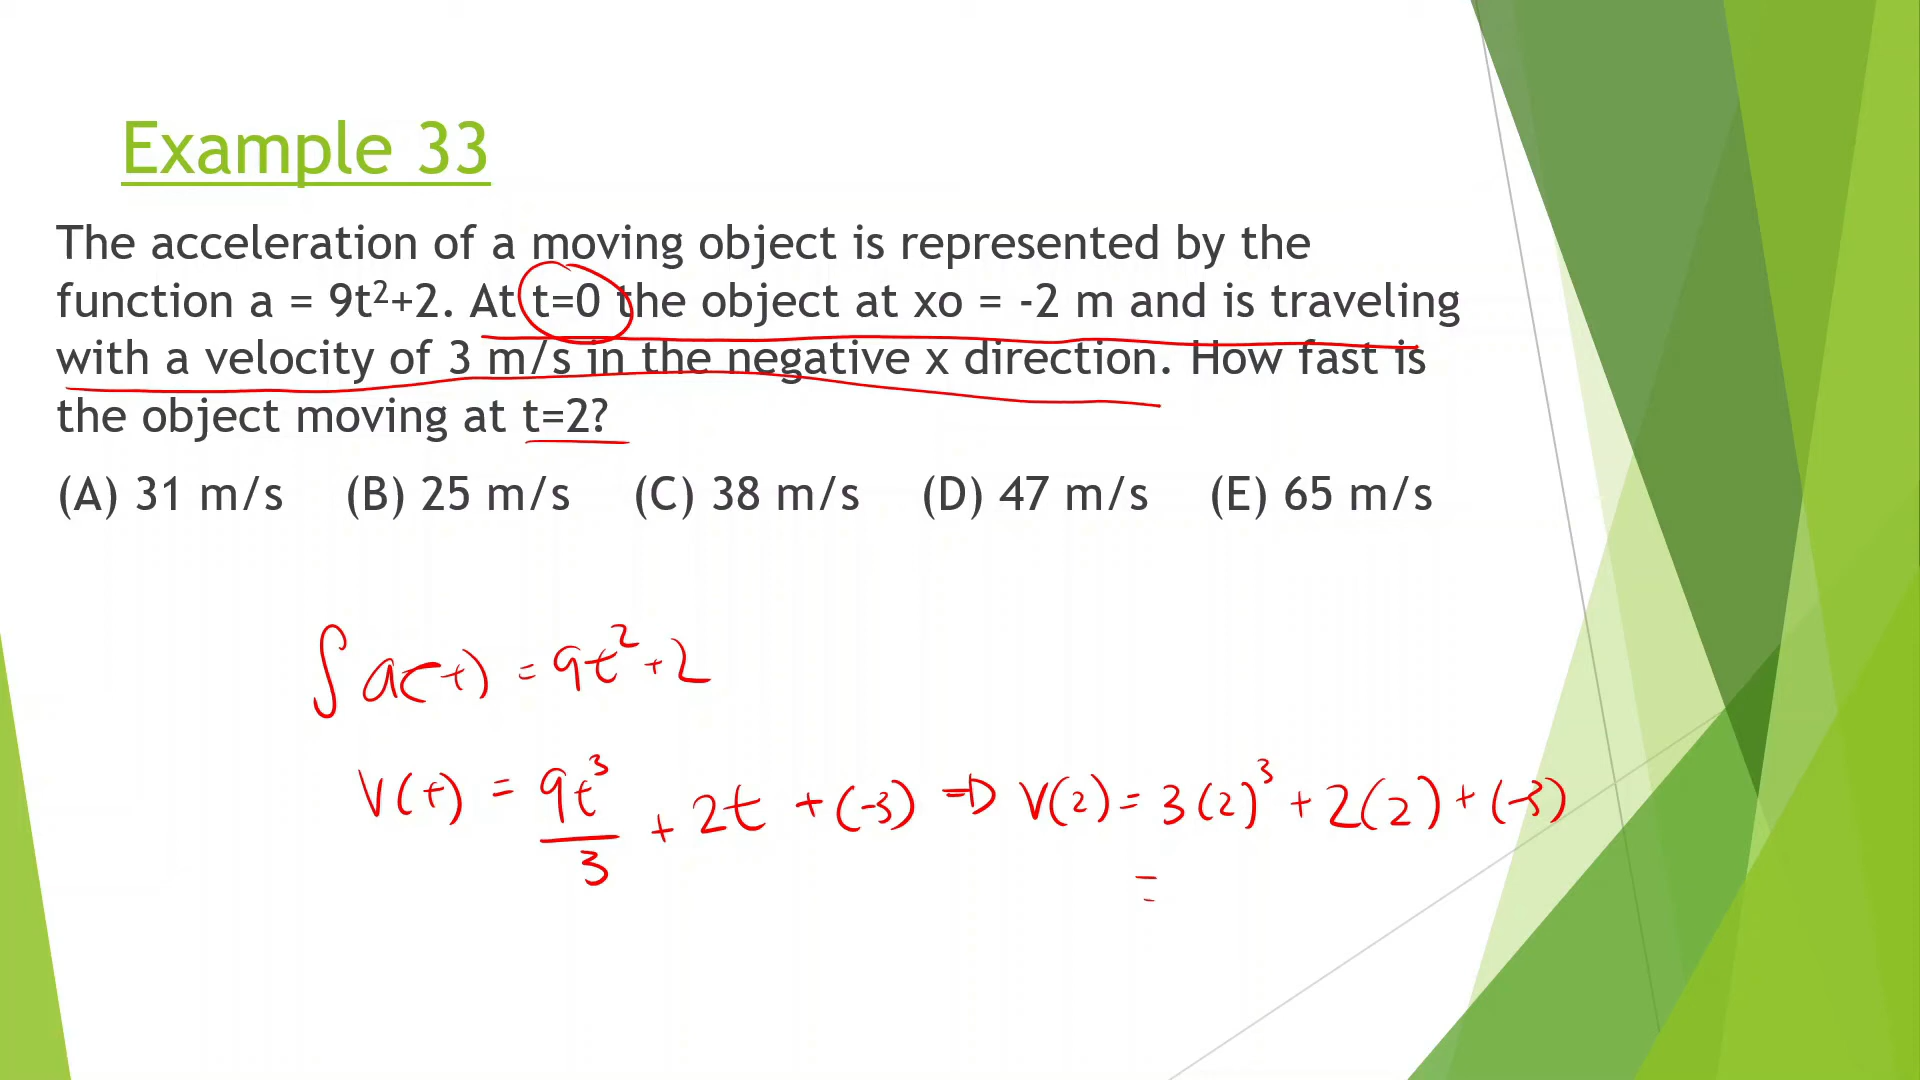 Example 33
The acceleration of a moving object is represented by the
function a = 9t²+2. At t=0 the object at xo = -2 m and is traveling
with a velocity of 3 m/s in the negative x direction. How fast is
the object moving at t=2?
(A) 31 m/s (B) 25 m/s (C) 38 m/s (D) 47 m/s (E) 65 m/s
∫ a(t) = 9t² + 2
v(t) = 9t³/3 + 2t + (-3) ⇒ v(2) = 3(2)³ + 2(2) + (-3)
=